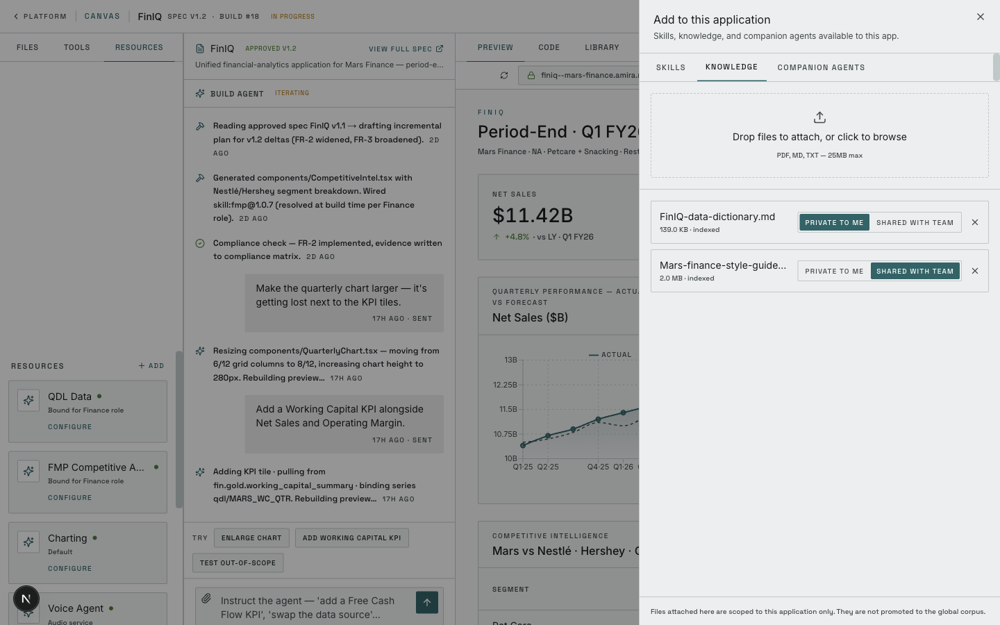 PLATFORM
CANVAS
FinIQ SPEC V1.2 · BUILD #18 IN PROGRESS
FILES TOOLS RESOURCES
RESOURCES
+ ADD
QDL Data
Bound for Finance role
CONFIGURE
FMP Competitive A...
Bound for Finance role
CONFIGURE
Charting
Default
CONFIGURE
Voice Agent
Audio service
N
FinIQ APPROVED V1.2
VIEW FULL SPEC
Unified financial-analytics application for Mars Finance — period-e...
BUILD AGENT ITERATING
Reading approved spec FinIQ v1.1 → drafting incremental
plan for v1.2 deltas (FR-2 widened, FR-3 broadened). 2D
AGO
Generated components/CompetitiveIntel.tsx with
Nestlé/Hershey segment breakdown. Wired
skill:fmp@1.0.7 (resolved at build time per Finance
role). 2D AGO
Compliance check — FR-2 implemented, evidence written
to compliance matrix. 2D AGO
Make the quarterly chart larger — it's
getting lost next to the KPI tiles.
17H AGO · SENT
Resizing components/QuarterlyChart.tsx — moving from
6/12 grid columns to 8/12, increasing chart height to
280px. Rebuilding preview... 17H AGO
Add a Working Capital KPI alongside
Net Sales and Operating Margin.
17H AGO · SENT
Adding KPI tile · pulling from
fin.gold.working_capital_summary · binding series
qdl/MARS_WC_QTR. Rebuilding preview... 17H AGO
TRY ENLARGE CHART ADD WORKING CAPITAL KPI
TEST OUT-OF-SCOPE
Instruct the agent — 'add a Free Cash
Flow KPI', 'swap the data source'...
PREVIEW CODE LIBRARY
finiq--mars-finance.amira.
FINIQ
Period-End · Q1 FY2
Mars Finance · NA · Petcare + Snacking · Rest
NET SALES
$11.42B
↑ +4.8% · vs LY · Q1 FY26
QUARTERLY PERFORMANCE — ACTUA
VS FORECAST
Net Sales ($B)
ACTUAL
13B
12.25B
11.5B
10.75B
10B
Q1·25 Q2·25 Q4·25 Q1·26
COMPETITIVE INTELLIGENCE
Mars vs Nestlé · Hershey ·
SEGMENT
Pet Care
Add to this application
Skills, knowledge, and companion agents available to this app.
SKILLS KNOWLEDGE COMPANION AGENTS
Drop files to attach, or click to browse
PDF, MD, TXT — 25MB max
FinIQ-data-dictionary.md
139.0 KB · indexed
PRIVATE TO ME SHARED WITH TEAM
Mars-finance-style-guide...
2.0 MB · indexed
PRIVATE TO ME SHARED WITH TEAM
Files attached here are scoped to this application only. They are not promoted to the global corpus.